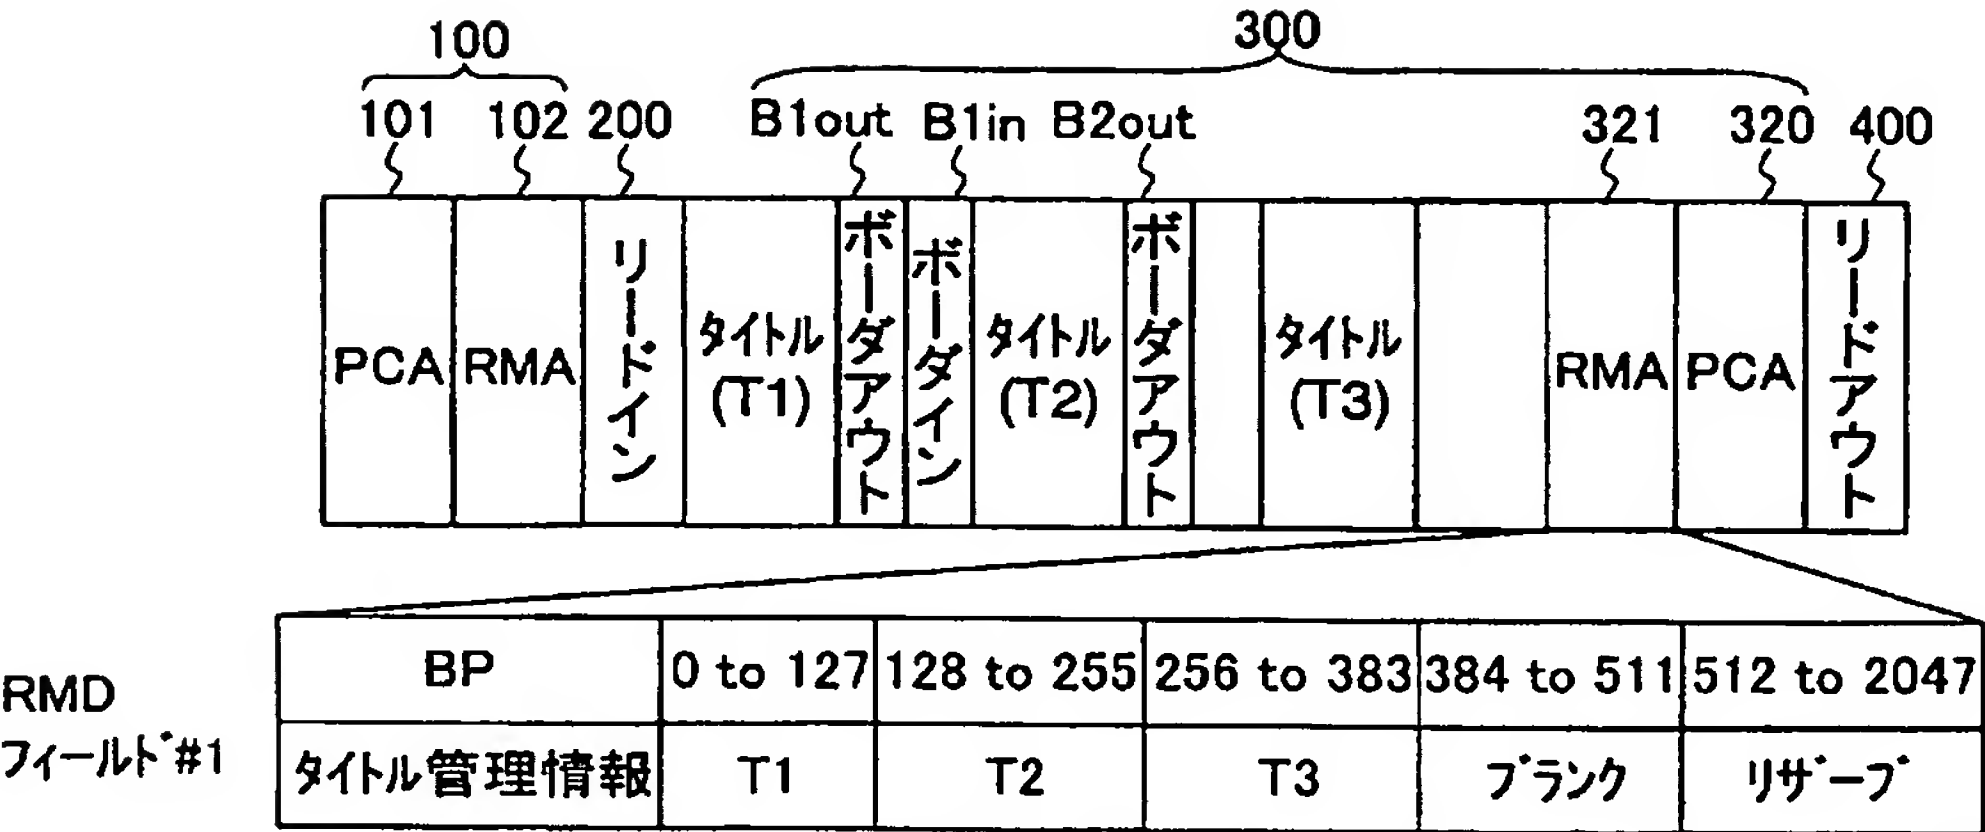 100 300
101 102 200 B1out B1in B2out 321 320 400
PCA RMA リードイン タイトル(T1) ボーダアウト ボーダイン タイトル(T2) ボーダアウト タイトル(T3) RMA PCA リードアウト
RMDフィールド#1
BP 0 to 127 128 to 255 256 to 383 384 to 511 512 to 2047
タイトル管理情報 T1 T2 T3 ブランク リザーブ